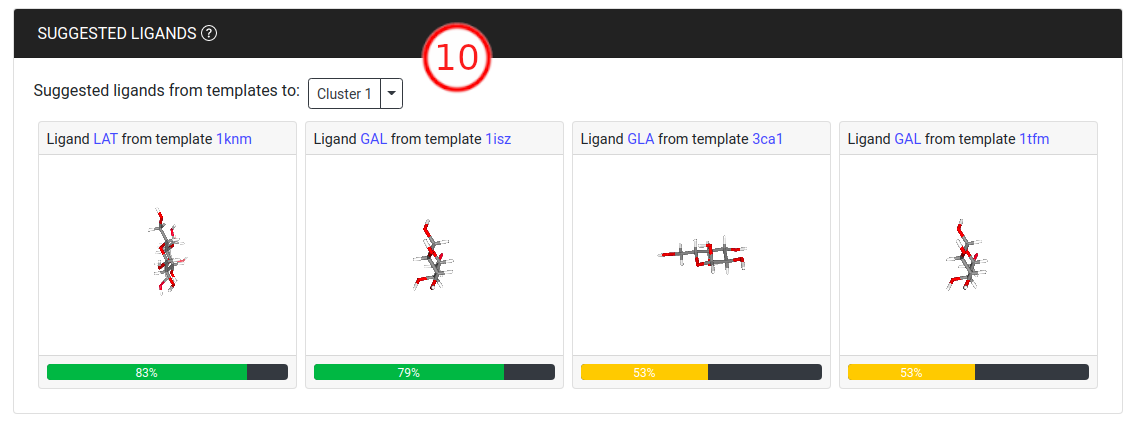 SUGGESTED LIGANDS ?
10
Suggested ligands from templates to: Cluster 1
Ligand LAT from template 1knm
Ligand GAL from template 1isz
Ligand GLA from template 3ca1
Ligand GAL from template 1tfm
83%
79%
53%
53%